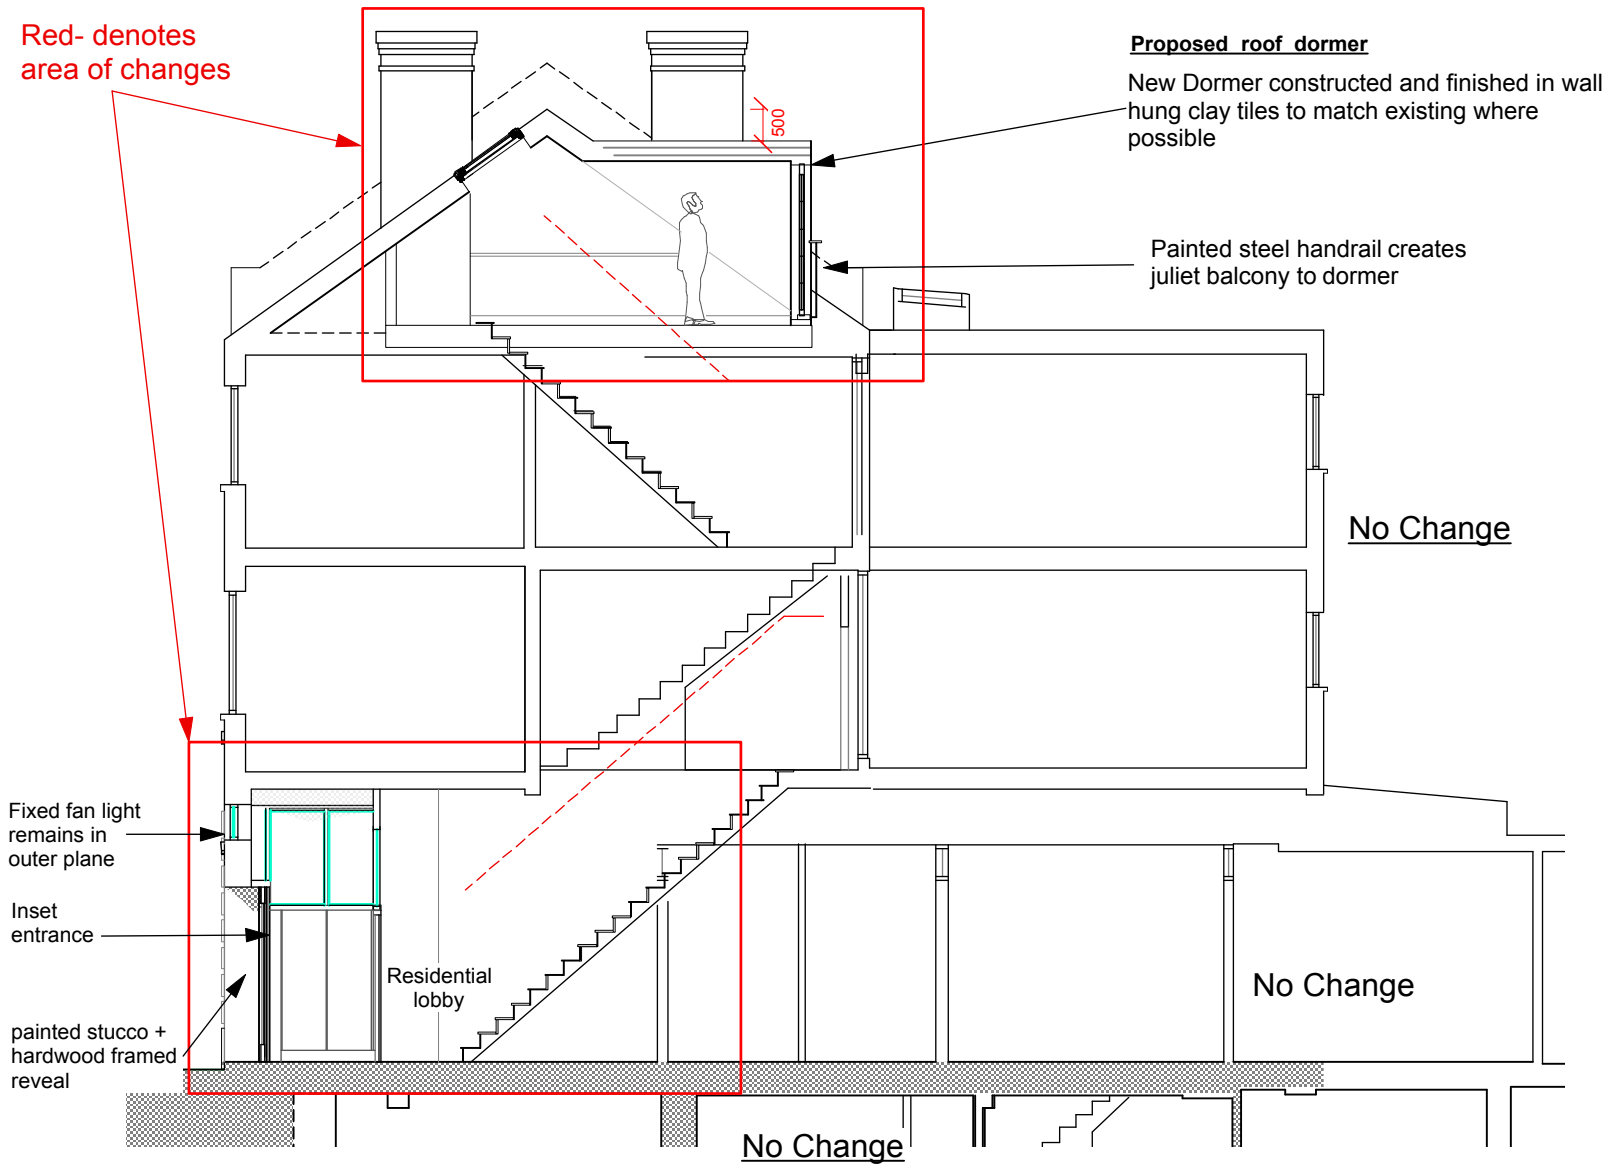 Red- denotes
area of changes
Proposed roof dormer
New Dormer constructed and finished in wall
hung clay tiles to match existing where
possible
500
Painted steel handrail creates
juliet balcony to dormer
No Change
Fixed fan light
remains in
outer plane
Inset
entrance
Residential
lobby
No Change
painted stucco +
hardwood framed
reveal
No Change